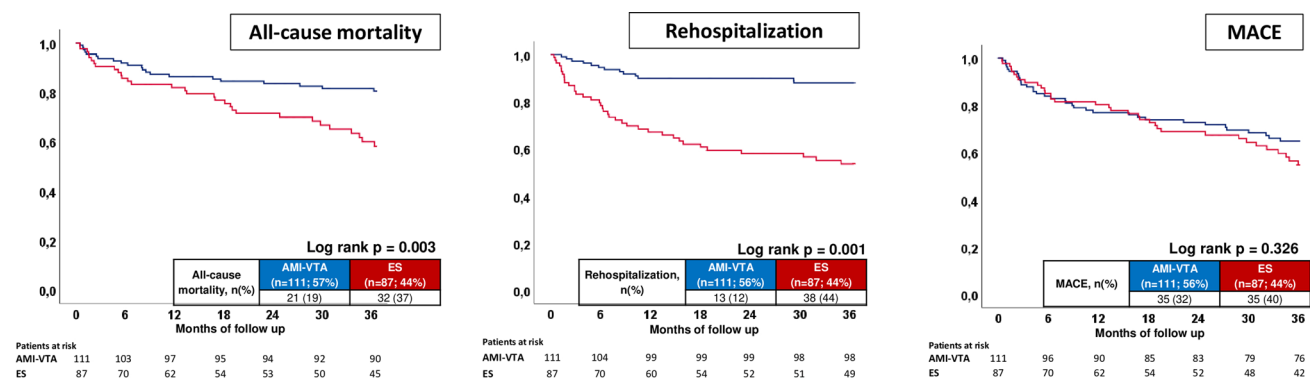 All-cause mortality
1,0
0,8
0,6
0,4
0,2
0,0
Log rank p = 0.003
All-cause mortality, n(%)
AMI-VTA (n=111; 57%)
ES (n=87; 44%)
21 (19)
32 (37)
0 6 12 18 24 30 36
Months of follow up
Patients at risk
AMI-VTA 111 103 97 95 94 92 90
ES 87 70 62 54 53 50 45
Rehospitalization
1,0
0,8
0,6
0,4
0,2
0,0
Log rank p = 0.001
Rehospitalization, n(%)
AMI-VTA (n=111; 56%)
ES (n=87; 44%)
13 (12)
38 (44)
0 6 12 18 24 30 36
Months of follow up
Patients at risk
AMI-VTA 111 104 99 99 99 98 98
ES 87 70 60 54 52 51 49
MACE
1,0
0,8
0,6
0,4
0,2
0,0
Log rank p = 0.326
MACE, n(%)
AMI-VTA (n=111; 56%)
ES (n=87; 44%)
35 (32)
35 (40)
0 6 12 18 24 30 36
Months of follow up
Patients at risk
AMI-VTA 111 96 90 85 83 79 76
ES 87 70 62 54 52 48 42